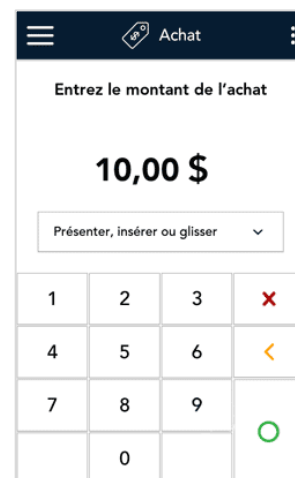 Achat
Entrez le montant de l’achat
10,00 $
Présenter, insérer ou glisser
1 2 3
4 5 6
7 8 9
0